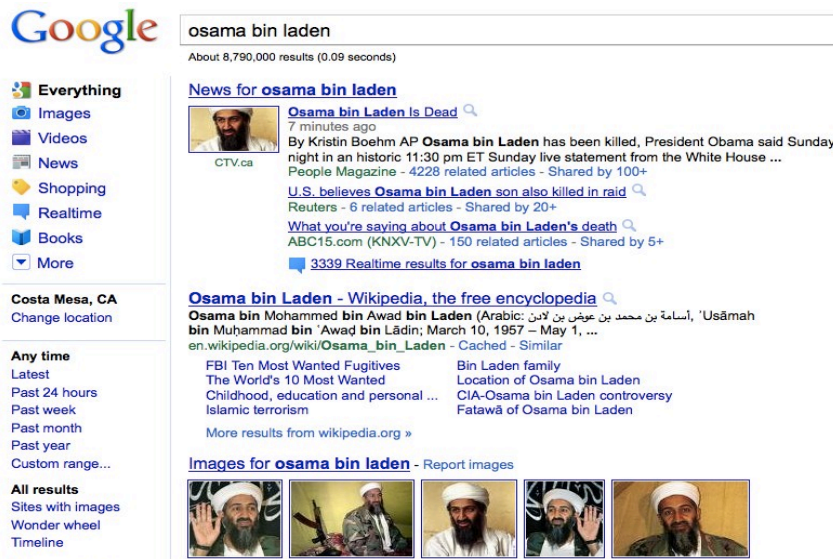 Google
osama bin laden
About 8,790,000 results (0.09 seconds)
Everything
Images
Videos
News
Shopping
Realtime
Books
More
Costa Mesa, CA
Change location
Any time
Latest
Past 24 hours
Past week
Past month
Past year
Custom range...
All results
Sites with images
Wonder wheel
Timeline
News for osama bin laden
CTV.ca
Osama bin Laden Is Dead
7 minutes ago
By Kristin Boehm AP Osama bin Laden has been killed, President Obama said Sunday
night in an historic 11:30 pm ET Sunday live statement from the White House ...
People Magazine - 4228 related articles - Shared by 100+
U.S. believes Osama bin Laden son also killed in raid
Reuters - 6 related articles - Shared by 20+
What you're saying about Osama bin Laden's death
ABC15.com (KNXV-TV) - 150 related articles - Shared by 5+
3339 Realtime results for osama bin laden
Osama bin Laden - Wikipedia, the free encyclopedia
Osama bin Mohammed bin Awad bin Laden (Arabic: أسامة بن محمد بن عوض بن لادن, ʾUsāmah
bin Muḥammad bin ʿAwaḍ bin Lādin; March 10, 1957 – May 1, ...
en.wikipedia.org/wiki/Osama_bin_Laden - Cached - Similar
FBI Ten Most Wanted Fugitives
The World's 10 Most Wanted
Childhood, education and personal ...
Islamic terrorism
Bin Laden family
Location of Osama bin Laden
CIA-Osama bin Laden controversy
Fatawā of Osama bin Laden
More results from wikipedia.org »
Images for osama bin laden - Report images